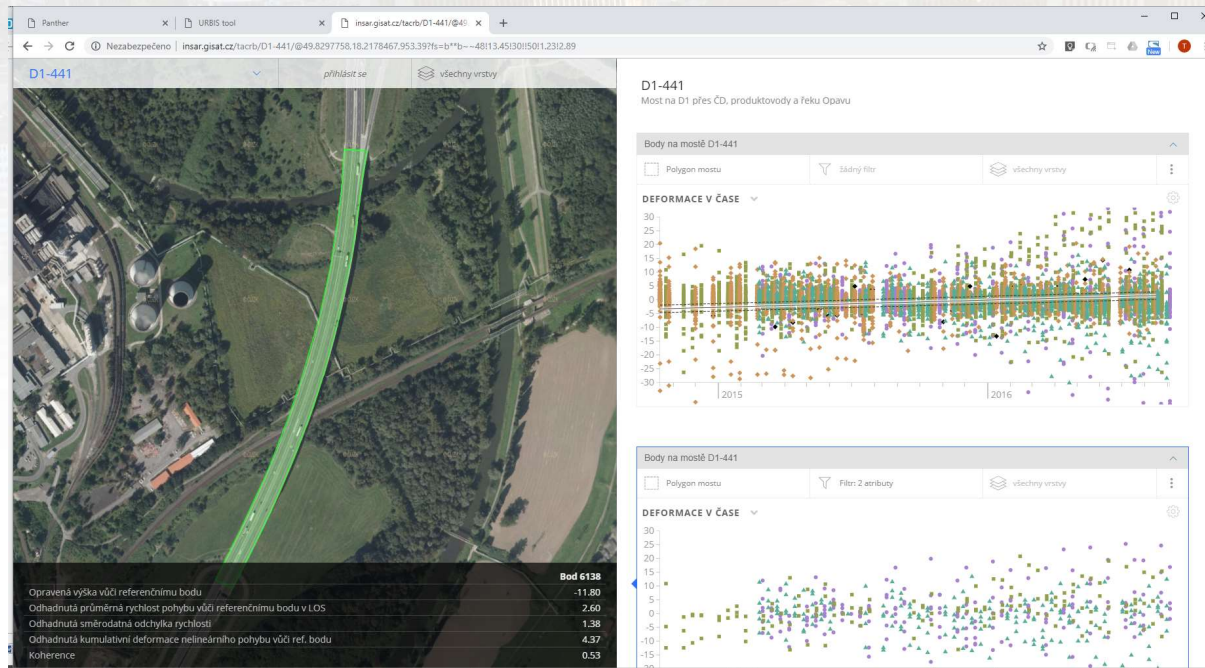 Panther
URBIS tool
insar.gisat.cz/tacrb/D1-441/@49
Nezabezpečeno
insar.gisat.cz/tacrb/D1-441/@49.8297758,18.2178467,953.39?fs=b**b~~48!13.45!30!!50!1.23!2.89
New
T
D1-441
přihlásit se
všechny vrstvy
D1-441
Most na D1 přes ČD, produktovody a řeku Opavu
Body na mostě D1-441
Polygon mostu
žádný filtr
všechny vrstvy
DEFORMACE V ČASE
30
25
20
15
10
5
0
-5
-10
-15
-20
-25
-30
2015
2016
Body na mostě D1-441
Polygon mostu
Filtr: 2 atributy
všechny vrstvy
DEFORMACE V ČASE
30
25
20
15
10
5
0
-5
-10
-15
-20
Bod 6138
Opravená výška vůči referenčnímu bodu -11.80
Odhadnutá průměrná rychlost pohybu vůči referenčnímu bodu v LOS 2.60
Odhadnutá směrodatná odchylka rychlosti 1.38
Odhadnutá kumulativní deformace nelineárního pohybu vůči ref. bodu 4.37
Koherence 0.53